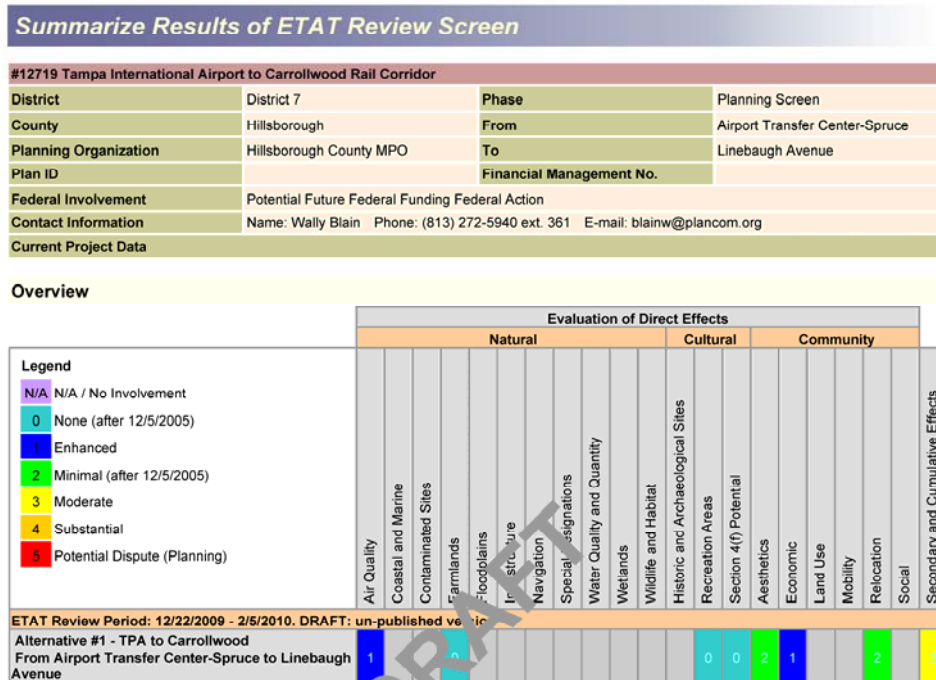 Summarize Results of ETAT Review Screen
#12719 Tampa International Airport to Carrollwood Rail Corridor
District District 7 Phase Planning Screen
County Hillsborough From Airport Transfer Center-Spruce
Planning Organization Hillsborough County MPO To Linebaugh Avenue
Plan ID Financial Management No.
Federal Involvement Potential Future Federal Funding Federal Action
Contact Information Name: Wally Blain Phone: (813) 272-5940 ext. 361 E-mail: blainw@plancom.org
Current Project Data
Overview
Evaluation of Direct Effects
Natural Cultural Community
Legend
N/A N/A / No Involvement
0 None (after 12/5/2005)
1 Enhanced
2 Minimal (after 12/5/2005)
3 Moderate
4 Substantial
5 Potential Dispute (Planning)
Air Quality
Coastal and Marine
Contaminated Sites
Farmlands
Floodplains
Infrastructure
Navigation
Special Designations
Water Quality and Quantity
Wetlands
Wildlife and Habitat
Historic and Archaeological Sites
Recreation Areas
Section 4(f) Potential
Aesthetics
Economic
Land Use
Mobility
Relocation
Social
Secondary and Cumulative Effects
ETAT Review Period: 12/22/2009 - 2/5/2010. DRAFT: un-published version
Alternative #1 - TPA to Carrollwood
From Airport Transfer Center-Spruce to Linebaugh
Avenue
1 0 0 0 2 1 2
DRAFT